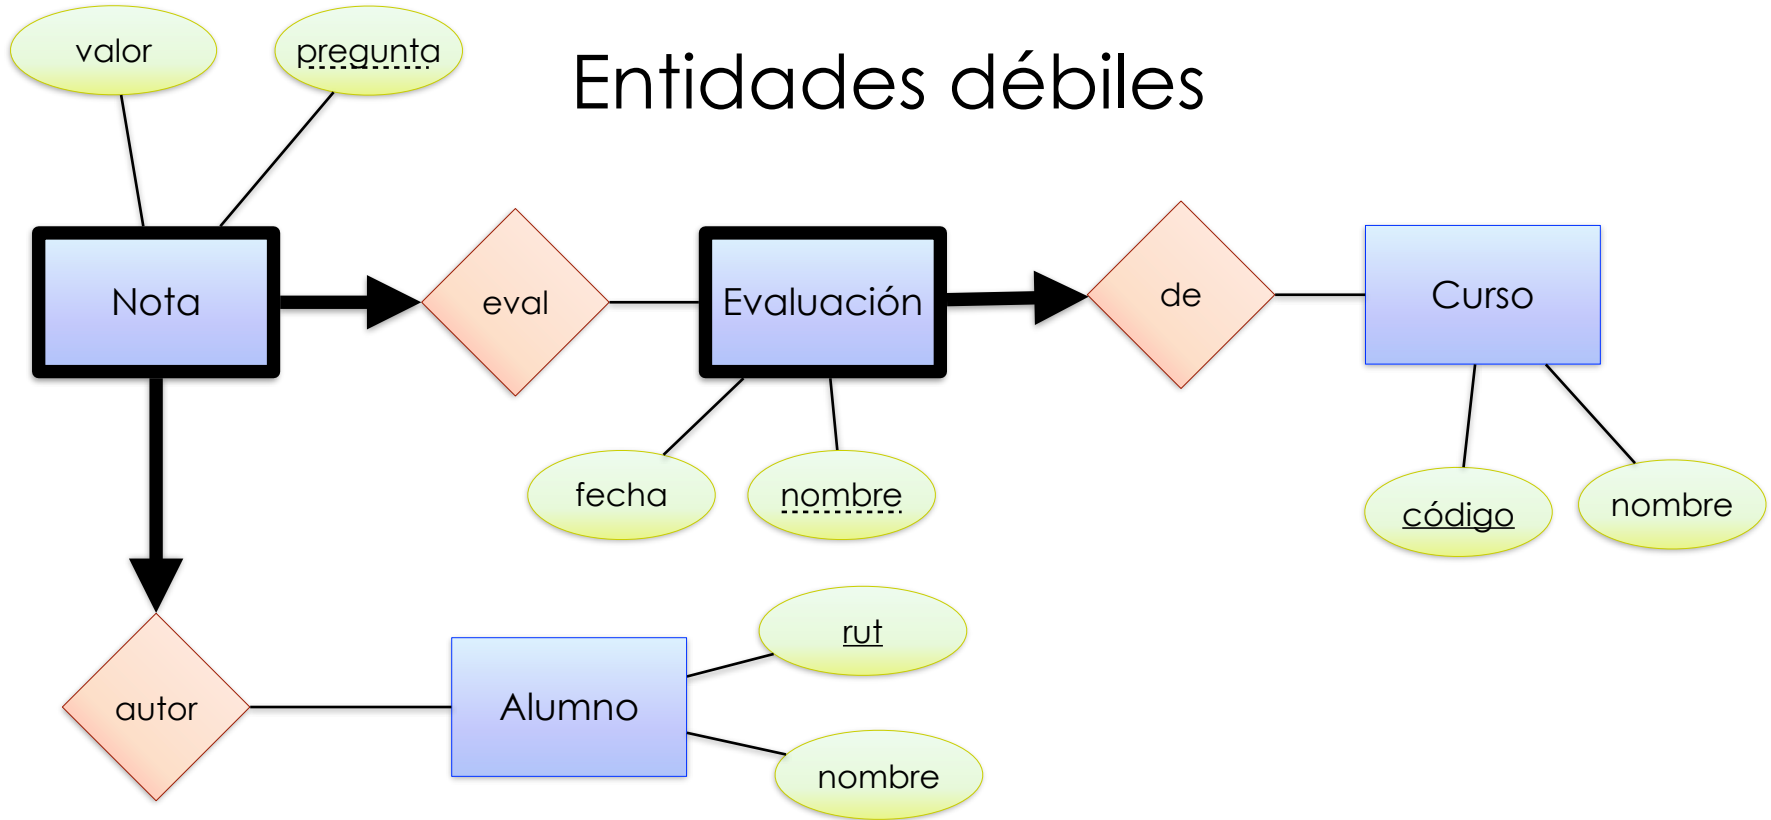 Entidades débiles
valor
pregunta
Nota
eval
Evaluación
de
Curso
fecha
nombre
código
nombre
autor
Alumno
rut
nombre